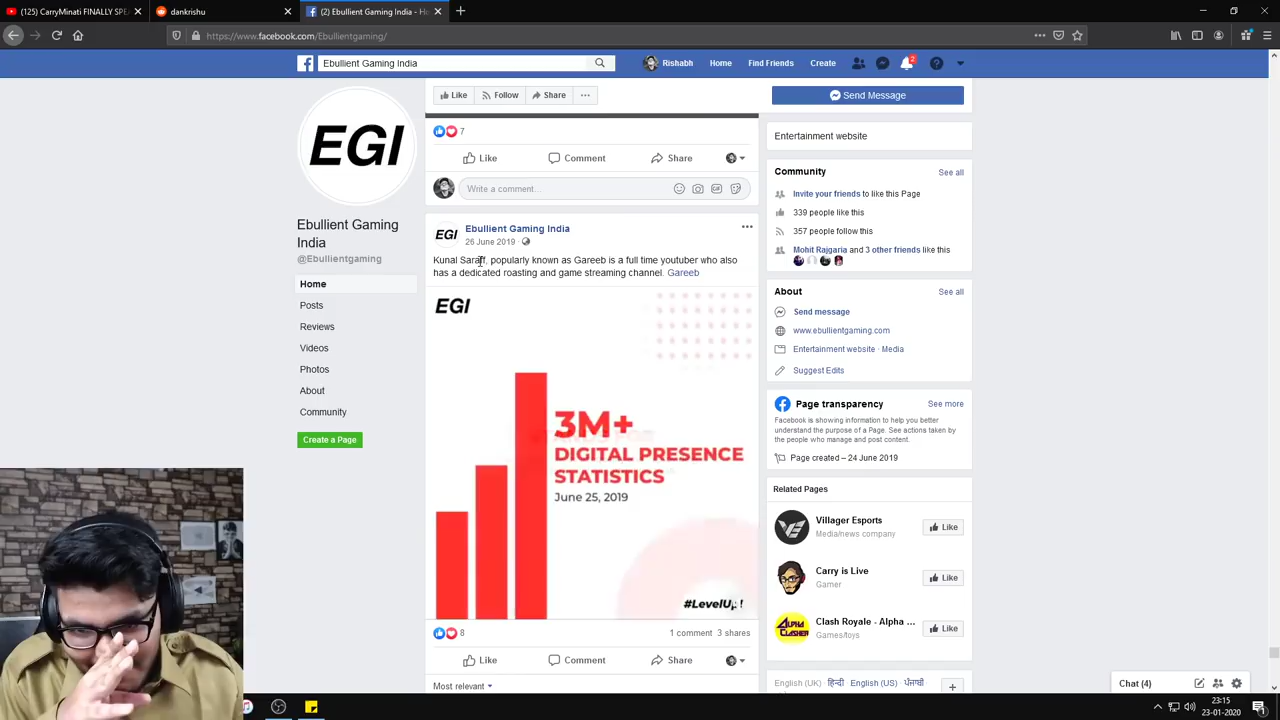 (125) CarryMinati FINALLY SPEA
dankrishu
(2) Ebullient Gaming India - Ho
https://www.facebook.com/Ebullientgaming/
Ebullient Gaming India
Rishabh
Home
Find Friends
Create
2
EGI
Ebullient Gaming
India
@Ebullientgaming
Home
Posts
Reviews
Videos
Photos
About
Community
Create a Page
Like
Follow
Share
Send Message
7
Like
Comment
Share
Write a comment...
GIF
EGI
Ebullient Gaming India
26 June 2019
Kunal Saraff, popularly known as Gareeb is a full time youtuber who also
has a dedicated roasting and game streaming channel. Gareeb
EGI
3M+
DIGITAL PRESENCE
STATISTICS
June 25, 2019
#LevelUp!
8
1 comment 3 shares
Like
Comment
Share
Most relevant
Entertainment website
Community
See all
Invite your friends to like this Page
339 people like this
357 people follow this
Mohit Rajgaria and 3 other friends like this
About
See all
Send message
www.ebullientgaming.com
Entertainment website · Media
Suggest Edits
Page transparency
See more
Facebook is showing information to help you better
understand the purpose of a Page. See actions taken by
the people who manage and post content.
Page created – 24 June 2019
Related Pages
Villager Esports
Media/news company
Like
Carry is Live
Gamer
Like
Clash Royale - Alpha ...
Games/toys
Like
ALPHA
CLASHER
English (UK) · हिन्दी · English (US) · ਪੰਜਾਬੀ
Chat (4)
23:15
23-01-2020